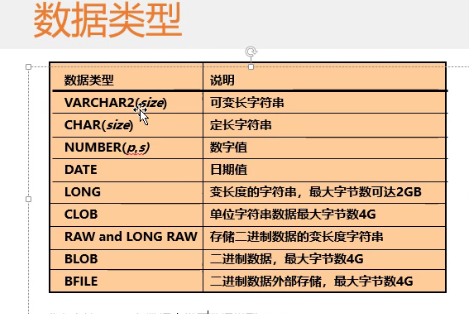 数据类型
数据类型 说明
VARCHAR2(size) 可变长字符串
CHAR(size) 定长字符串
NUMBER(p,s) 数字值
DATE 日期值
LONG 变长度的字符串，最大字节数可达2GB
CLOB 单位字符串数据最大字节数4G
RAW and LONG RAW 存储二进制数据的变长度字符串
BLOB 二进制数据，最大字节数4G
BFILE 二进制数据外部存储，最大字节数4G